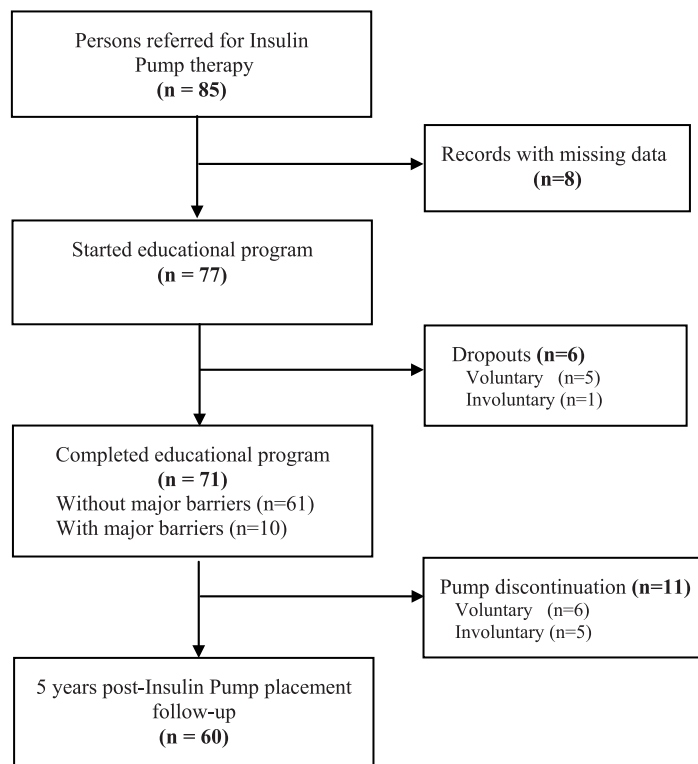 Persons referred for Insulin
Pump therapy
(n = 85)
Records with missing data
(n=8)
Started educational program
(n = 77)
Dropouts (n=6)
Voluntary (n=5)
Involuntary (n=1)
Completed educational program
(n = 71)
Without major barriers (n=61)
With major barriers (n=10)
Pump discontinuation (n=11)
Voluntary (n=6)
Involuntary (n=5)
5 years post-Insulin Pump placement
follow-up
(n = 60)